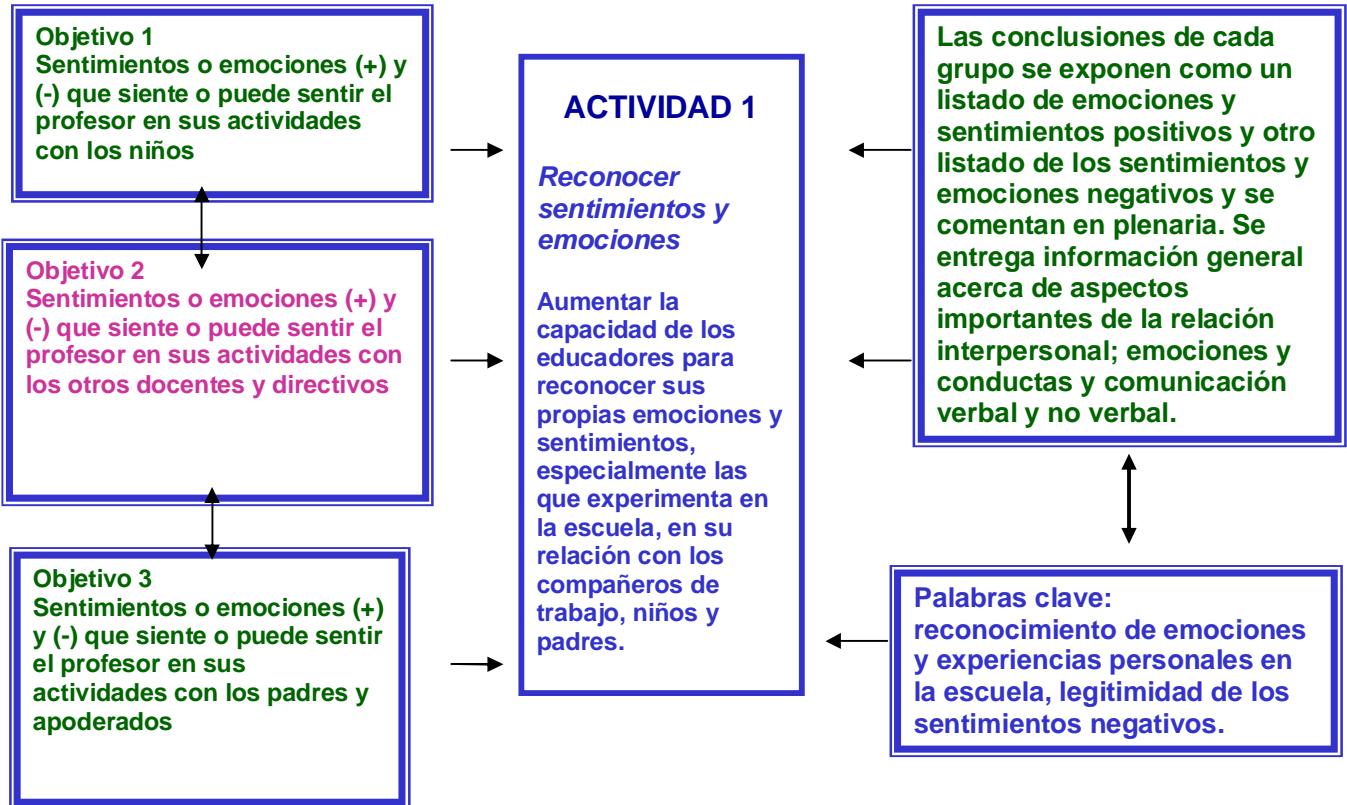 Objetivo 1
Sentimientos o emociones (+) y
(-) que siente o puede sentir el
profesor en sus actividades
con los niños
Objetivo 2
Sentimientos o emociones (+) y
(-) que siente o puede sentir el
profesor en sus actividades con
los otros docentes y directivos
Objetivo 3
Sentimientos o emociones (+)
y (-) que siente o puede sentir
el profesor en sus
actividades con los padres y
apoderados
ACTIVIDAD 1
Reconocer
sentimientos y
emociones
Aumentar la
capacidad de los
educadores para
reconocer sus
propias emociones y
sentimientos,
especialmente las
que experimenta en
la escuela, en su
relación con los
compañeros de
trabajo, niños y
padres.
Las conclusiones de cada
grupo se exponen como un
listado de emociones y
sentimientos positivos y otro
listado de los sentimientos y
emociones negativos y se
comentan en plenaria. Se
entrega información general
acerca de aspectos
importantes de la relación
interpersonal; emociones y
conductas y comunicación
verbal y no verbal.
Palabras clave:
reconocimiento de emociones
y experiencias personales en
la escuela, legitimidad de los
sentimientos negativos.